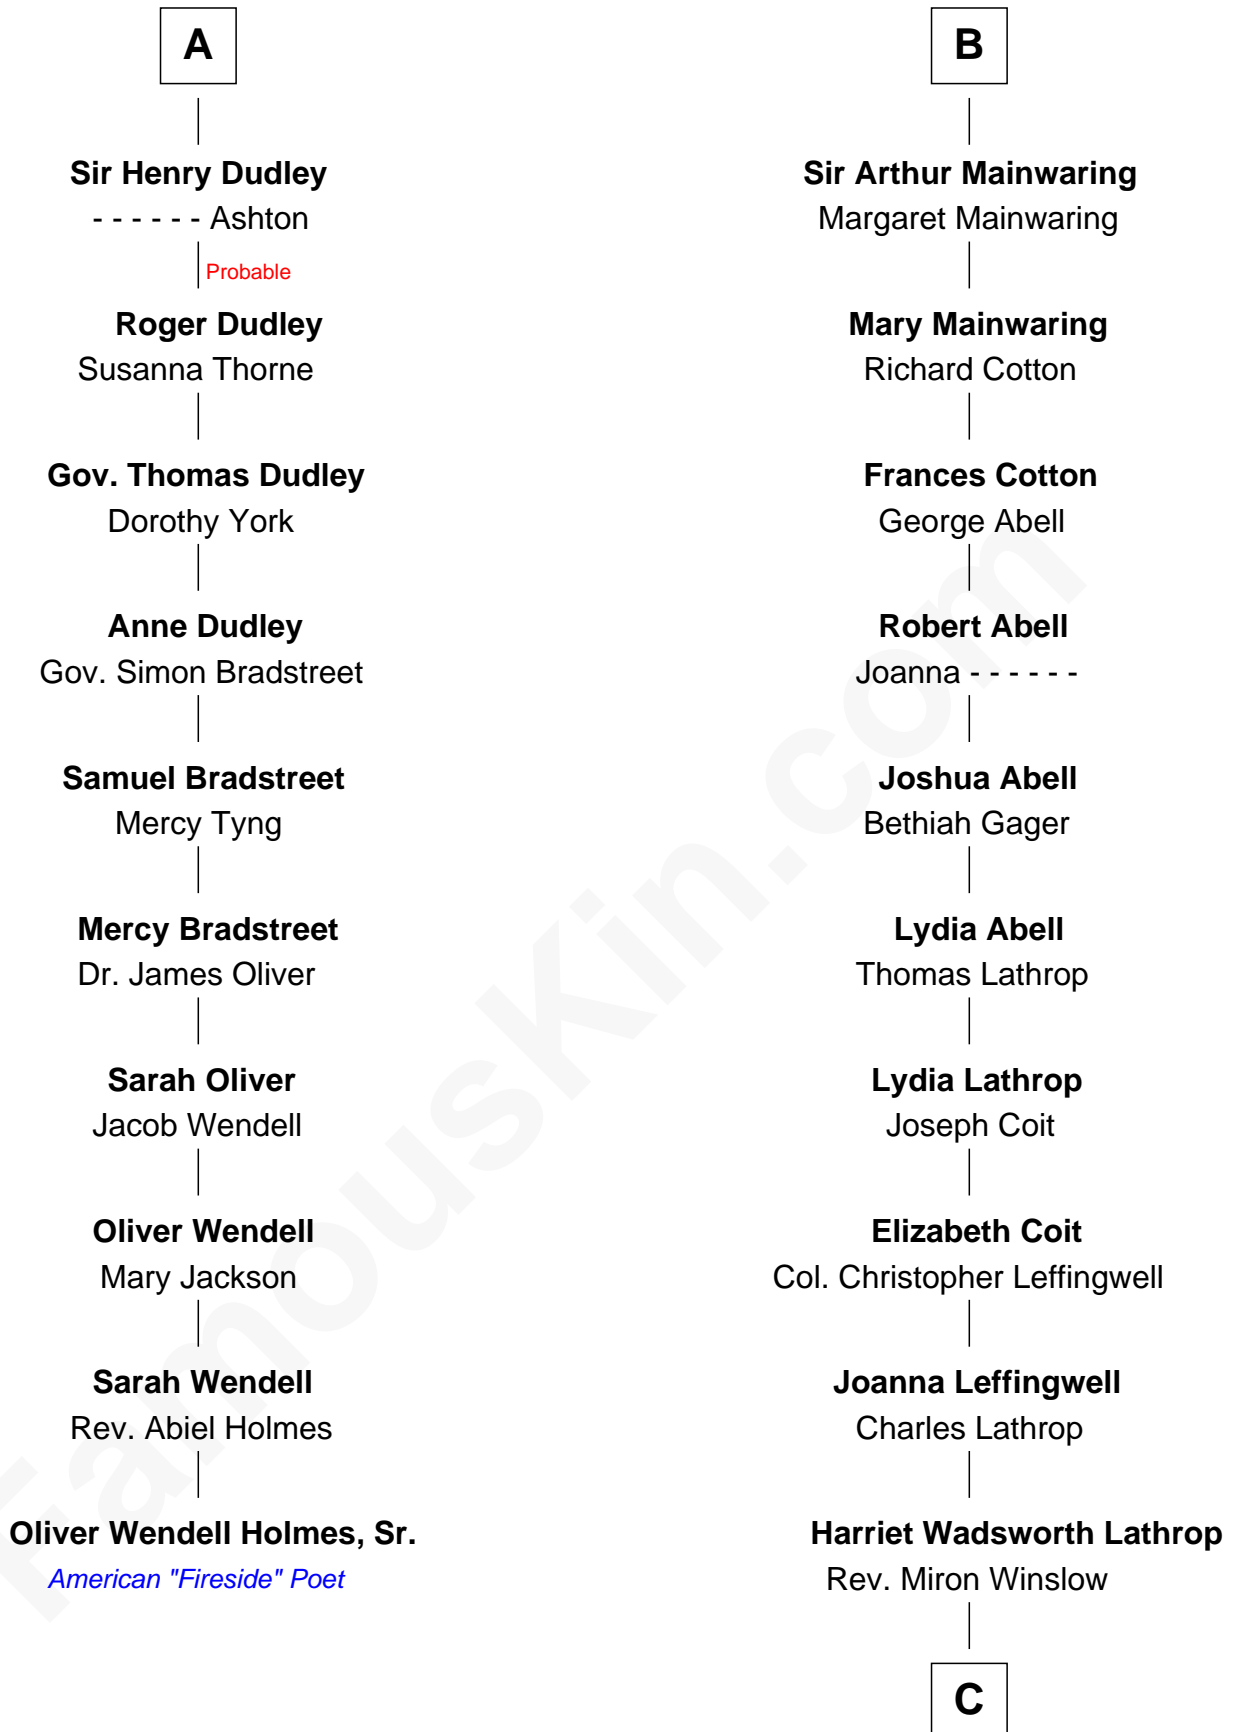 A
Sir Henry Dudley
- - - - - - Ashton
Probable
Roger Dudley
Susanna Thorne
Gov. Thomas Dudley
Dorothy York
Anne Dudley
Gov. Simon Bradstreet
Samuel Bradstreet
Mercy Tyng
Mercy Bradstreet
Dr. James Oliver
Sarah Oliver
Jacob Wendell
Oliver Wendell
Mary Jackson
Sarah Wendell
Rev. Abiel Holmes
Oliver Wendell Holmes, Sr.
American "Fireside" Poet
B
Sir Arthur Mainwaring
Margaret Mainwaring
Mary Mainwaring
Richard Cotton
Frances Cotton
George Abell
Robert Abell
Joanna - - - - - -
Joshua Abell
Bethiah Gager
Lydia Abell
Thomas Lathrop
Lydia Lathrop
Joseph Coit
Elizabeth Coit
Col. Christopher Leffingwell
Joanna Leffingwell
Charles Lathrop
Harriet Wadsworth Lathrop
Rev. Miron Winslow
C
FamousKin.com